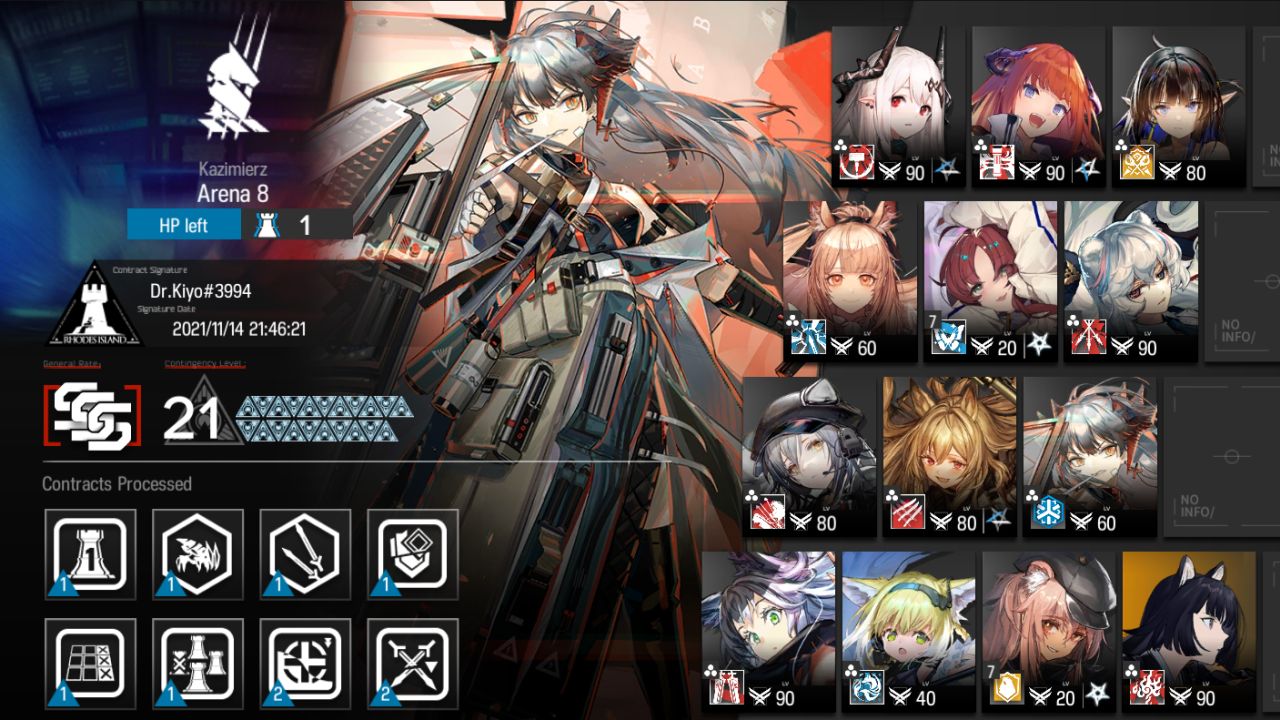 Kazimierz
Arena 8
HP left 1
Contract Signature
Dr.Kiyo#3994
Signature Date
2021/11/14 21:46:21
RHODES ISLAND
General Rate:
Contingency Level:
SSS
21
Contracts Processed
1
1
1
1
1
1
2
2
B
A
LV
90
LV
90
LV
80
LV
60
7
LV
20
LV
90
NO
INFO/
LV
80
LV
80
LV
60
NO
INFO/
LV
90
LV
40
7
LV
20
LV
90